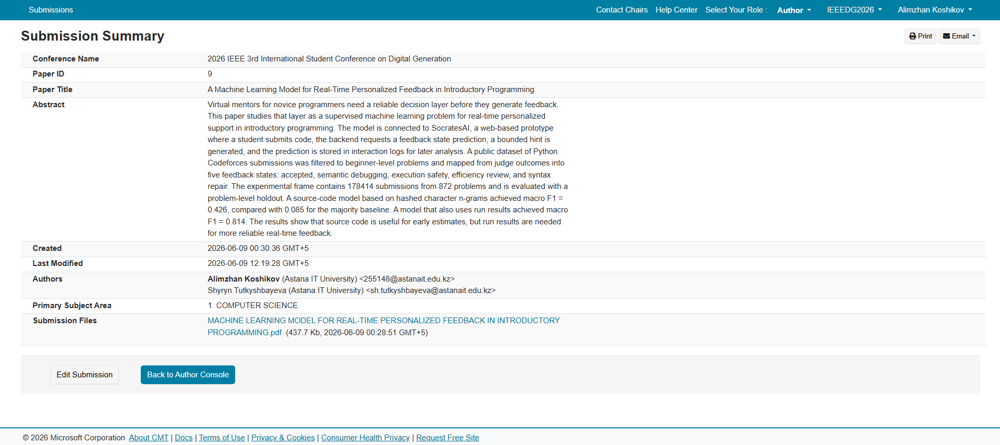 Submissions
Contact Chairs Help Center Select Your Role : Author IEEEDG2026 Alimzhan Koshikov
Submission Summary
Print Email
Conference Name 2026 IEEE 3rd International Student Conference on Digital Generation
Paper ID 9
Paper Title A Machine Learning Model for Real-Time Personalized Feedback in Introductory Programming
Abstract Virtual mentors for novice programmers need a reliable decision layer before they generate feedback.
This paper studies that layer as a supervised machine learning problem for real-time personalized
support in introductory programming. The model is connected to SocratesAI, a web-based prototype
where a student submits code, the backend requests a feedback state prediction, a bounded hint is
generated, and the prediction is stored in interaction logs for later analysis. A public dataset of Python
Codeforces submissions was filtered to beginner-level problems and mapped from judge outcomes into
five feedback states: accepted, semantic debugging, execution safety, efficiency review, and syntax
repair. The experimental frame contains 178414 submissions from 872 problems and is evaluated with a
problem-level holdout. A source-code model based on hashed character n-grams achieved macro F1 =
0.426, compared with 0.085 for the majority baseline. A model that also uses run results achieved macro
F1 = 0.814. The results show that source code is useful for early estimates, but run results are needed
for more reliable real-time feedback.
Created 2026-06-09 00:30:36 GMT+5
Last Modified 2026-06-09 12:19:28 GMT+5
Authors Alimzhan Koshikov (Astana IT University) <255148@astanait.edu.kz>
Shyryn Tutkyshbayeva (Astana IT University) <sh.tutkyshbayeva@astanait.edu.kz>
Primary Subject Area 1. COMPUTER SCIENCE
Submission Files MACHINE LEARNING MODEL FOR REAL-TIME PERSONALIZED FEEDBACK IN INTRODUCTORY
PROGRAMMING.pdf (437.7 Kb, 2026-06-09 00:28:51 GMT+5)
Edit Submission Back to Author Console
© 2026 Microsoft Corporation About CMT | Docs | Terms of Use | Privacy & Cookies | Consumer Health Privacy | Request Free Site